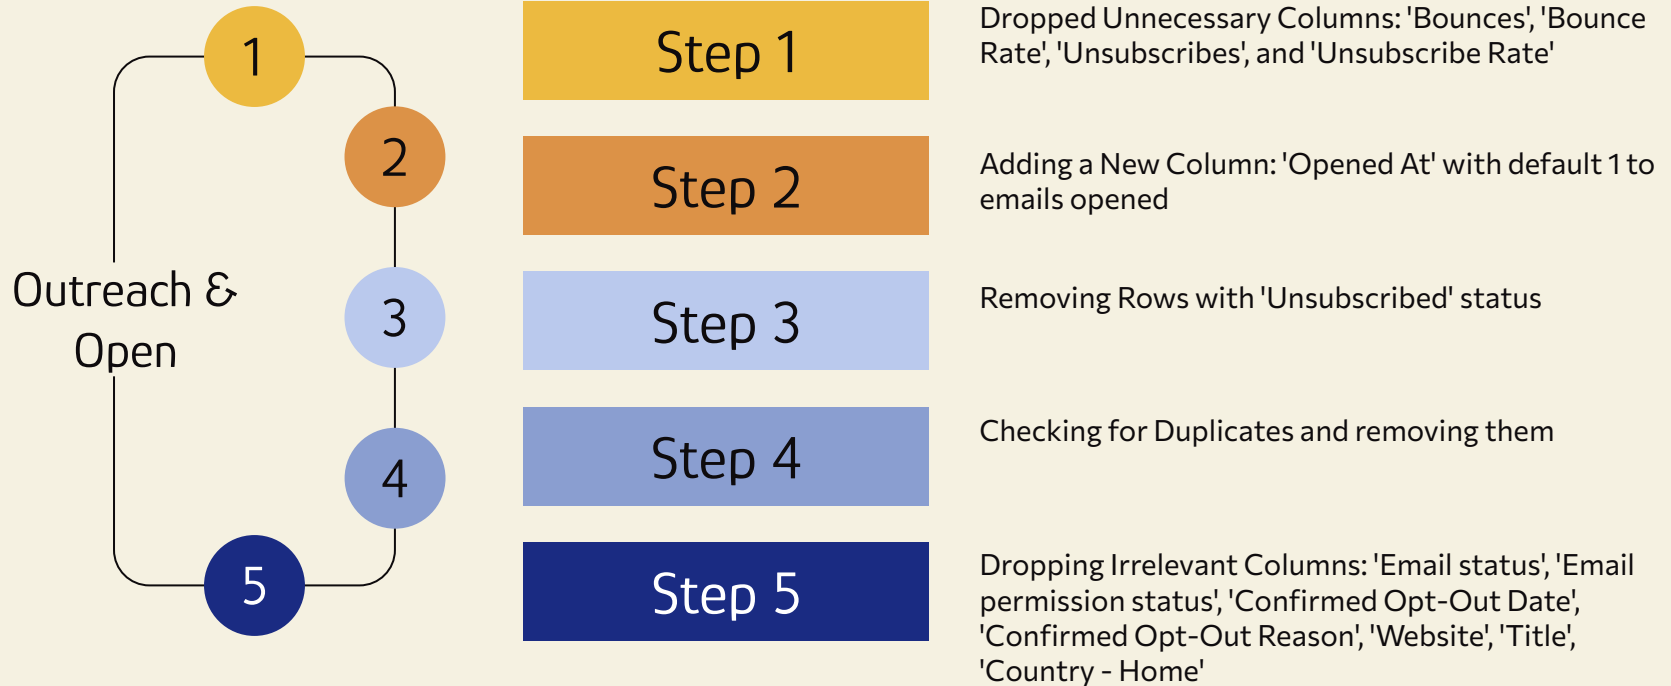 1
2
3
4
5
Outreach &
Open
Step 1
Dropped Unnecessary Columns: 'Bounces', 'Bounce
Rate', 'Unsubscribes', and 'Unsubscribe Rate'
Step 2
Adding a New Column: 'Opened At' with default 1 to
emails opened
Step 3
Removing Rows with 'Unsubscribed' status
Step 4
Checking for Duplicates and removing them
Step 5
Dropping Irrelevant Columns: 'Email status', 'Email
permission status', 'Confirmed Opt-Out Date',
'Confirmed Opt-Out Reason', 'Website', 'Title',
'Country - Home'